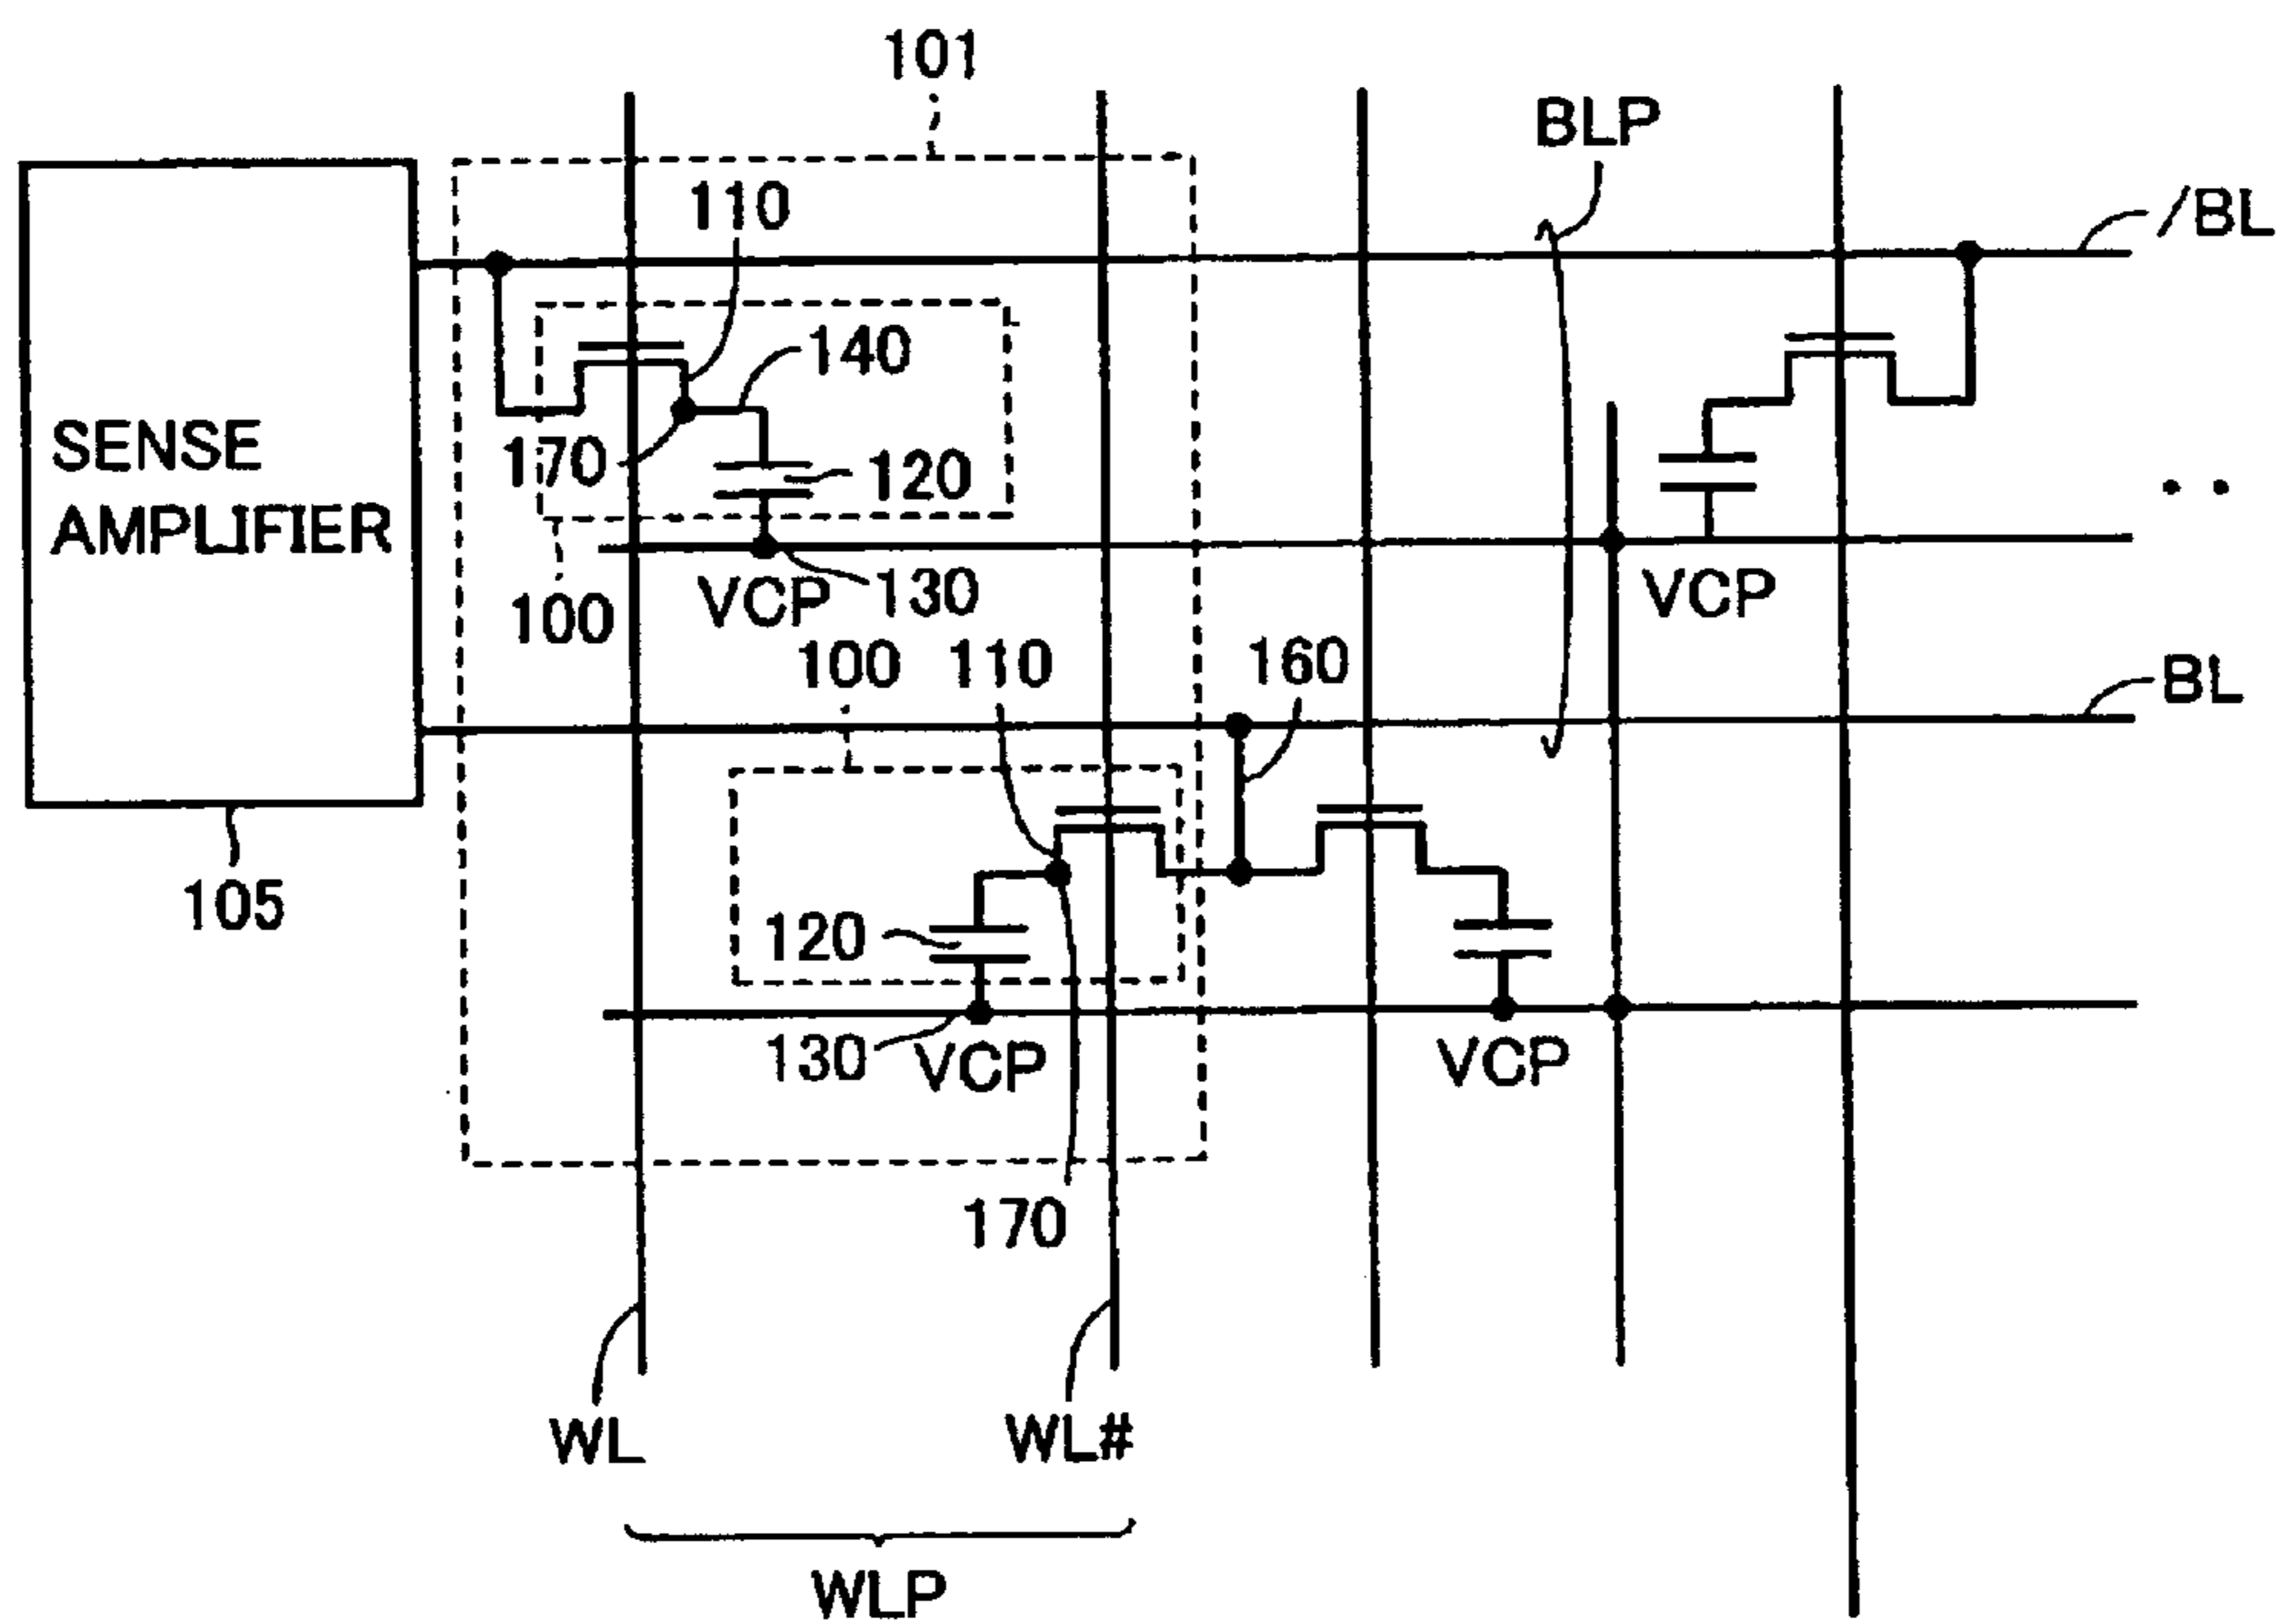 101
BLP
/BL
110
140
SENSE
AMPLIFIER
170
120
. .
100
VCP
130
VCP
100
110
160
BL
105
120
130
VCP
VCP
170
WL
WL#
WLP